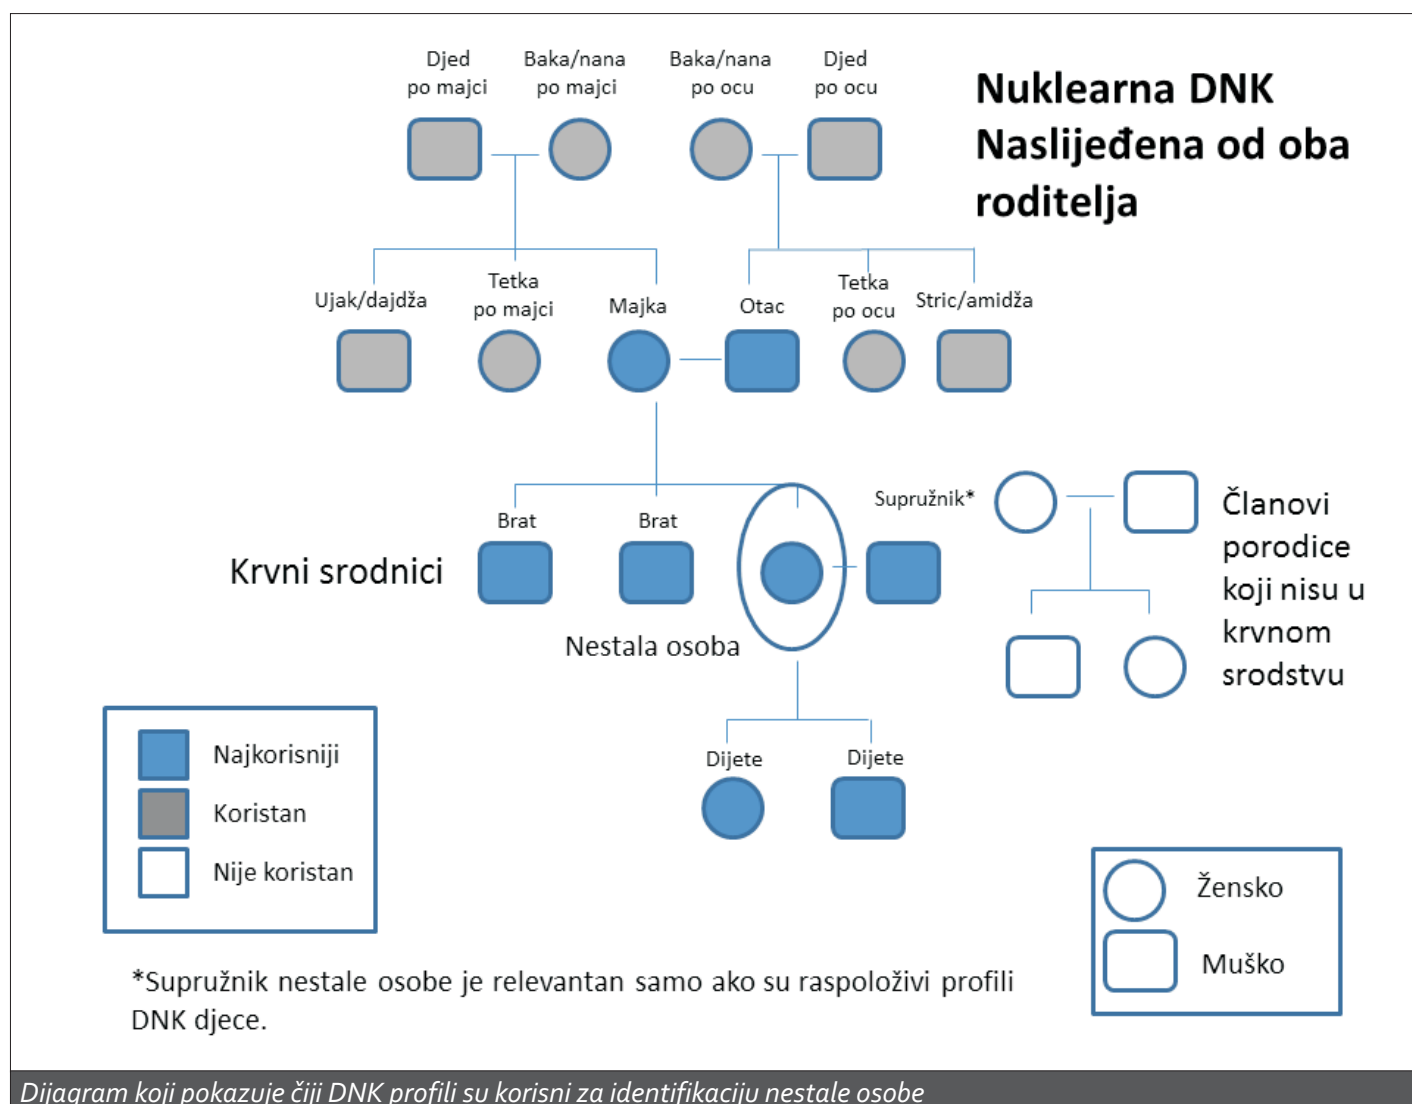 Djed
po majci
Baka/nana
po majci
Baka/nana
po ocu
Djed
po ocu
Nuklearna DNK
Naslijeđena od oba
roditelja
Ujak/dajdža
Tetka
po majci
Majka
Otac
Tetka
po ocu
Stric/amidža
Supružnik*
Članovi
porodice
koji nisu u
krvnom
srodstvu
Brat
Brat
Krvni srodnici
Nestala osoba
Dijete
Dijete
Najkorisniji
Koristan
Nije koristan
Žensko
Muško
*Supružnik nestale osobe je relevantan samo ako su raspoloživi profili
DNK djece.
Dijagram koji pokazuje čiji DNK profili su korisni za identifikaciju nestale osobe